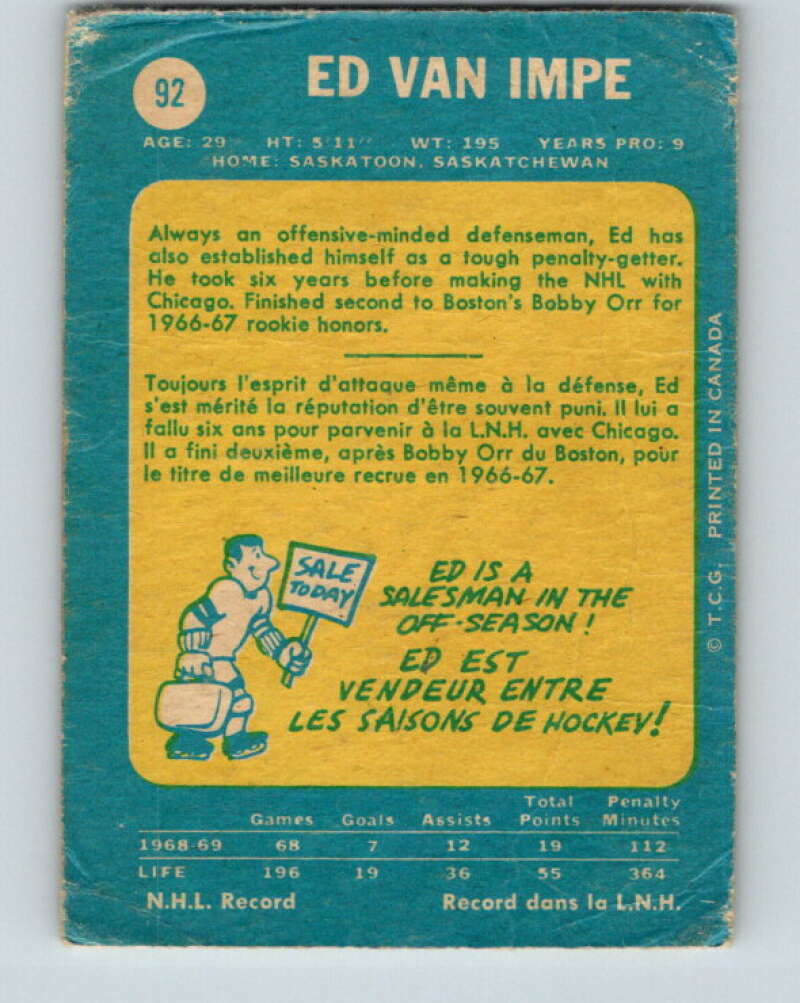 92
ED VAN IMPE
AGE: 29 HT: 5'11" WT: 195 YEARS PRO: 9
HOME: SASKATOON, SASKATCHEWAN
Always an offensive-minded defenseman, Ed has
also established himself as a tough penalty-getter.
He took six years before making the NHL with
Chicago. Finished second to Boston's Bobby Orr for
1966-67 rookie honors.
Toujours l'esprit d'attaque même à la défense, Ed
s'est mérité la réputation d'être souvent puni. Il lui a
fallu six ans pour parvenir à la L.N.H. avec Chicago.
Il a fini deuxième, après Bobby Orr du Boston, pour
le titre de meilleure recrue en 1966-67.
SALE
TODAY
ED IS A
SALESMAN IN THE
OFF-SEASON!
ED EST
VENDEUR ENTRE
LES SAISONS DE HOCKEY!
© T.C.G. PRINTED IN CANADA
Total Penalty
Games Goals Assists Points Minutes
1968-69 68 7 12 19 112
LIFE 196 19 36 55 364
N.H.L. Record Record dans la L.N.H.